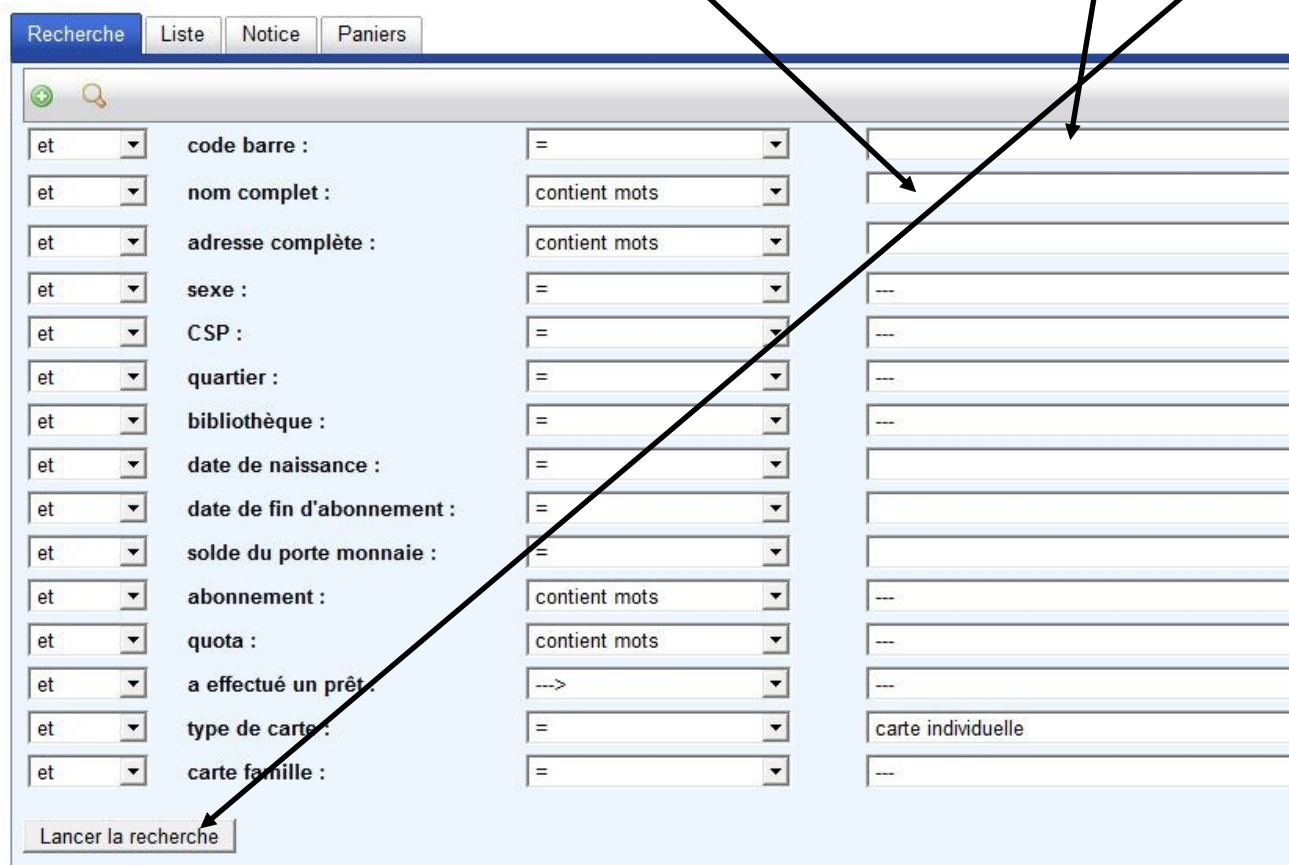 Recherche Liste Notice Paniers
et code barre : =
et nom complet : contient mots
et adresse complète : contient mots
et sexe : = ---
et CSP : = ---
et quartier : = ---
et bibliothèque : = ---
et date de naissance : =
et date de fin d'abonnement : =
et solde du porte monnaie : =
et abonnement : contient mots ---
et quota : contient mots ---
et a effectué un prêt : ---> ---
et type de carte : = carte individuelle
et carte famille : = ---
Lancer la recherche